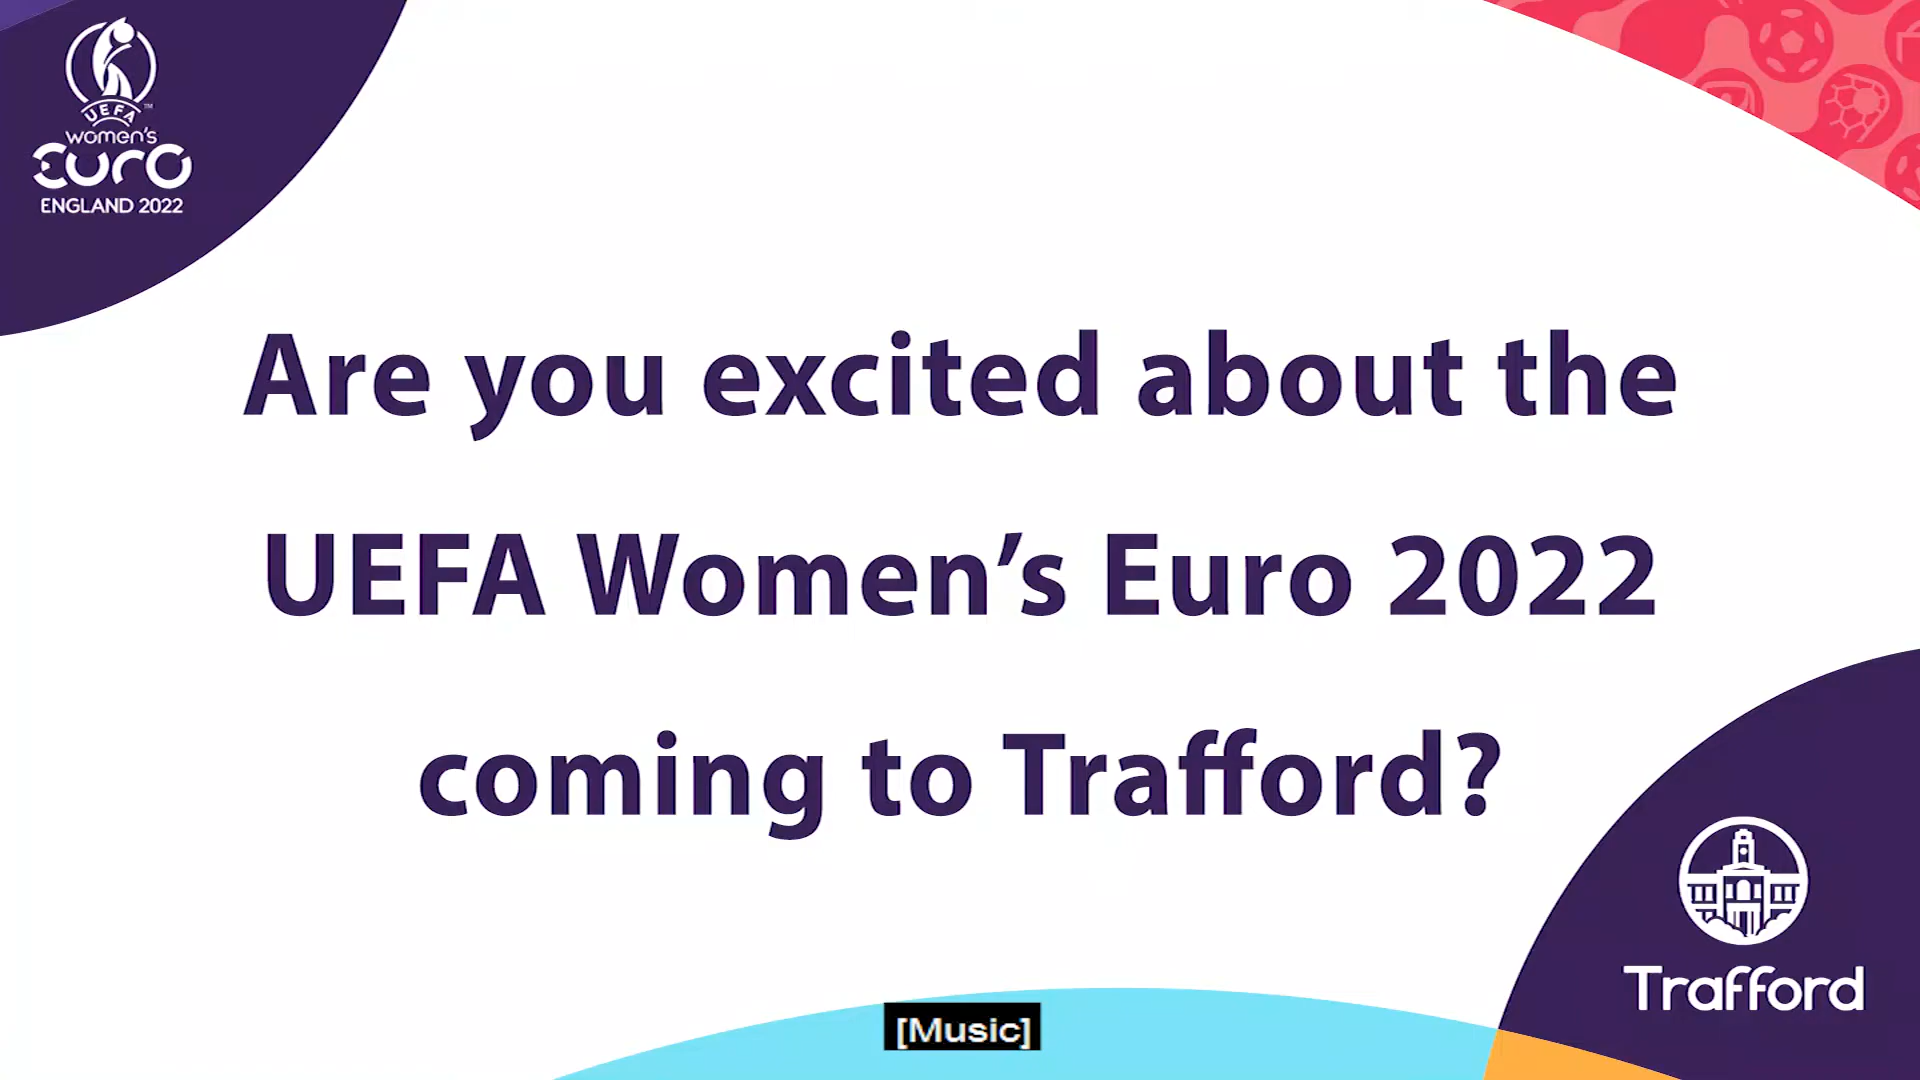 UEFA
women's
EURO
ENGLAND 2022
Are you excited about the
UEFA Women’s Euro 2022
coming to Trafford?
Trafford
[Music]